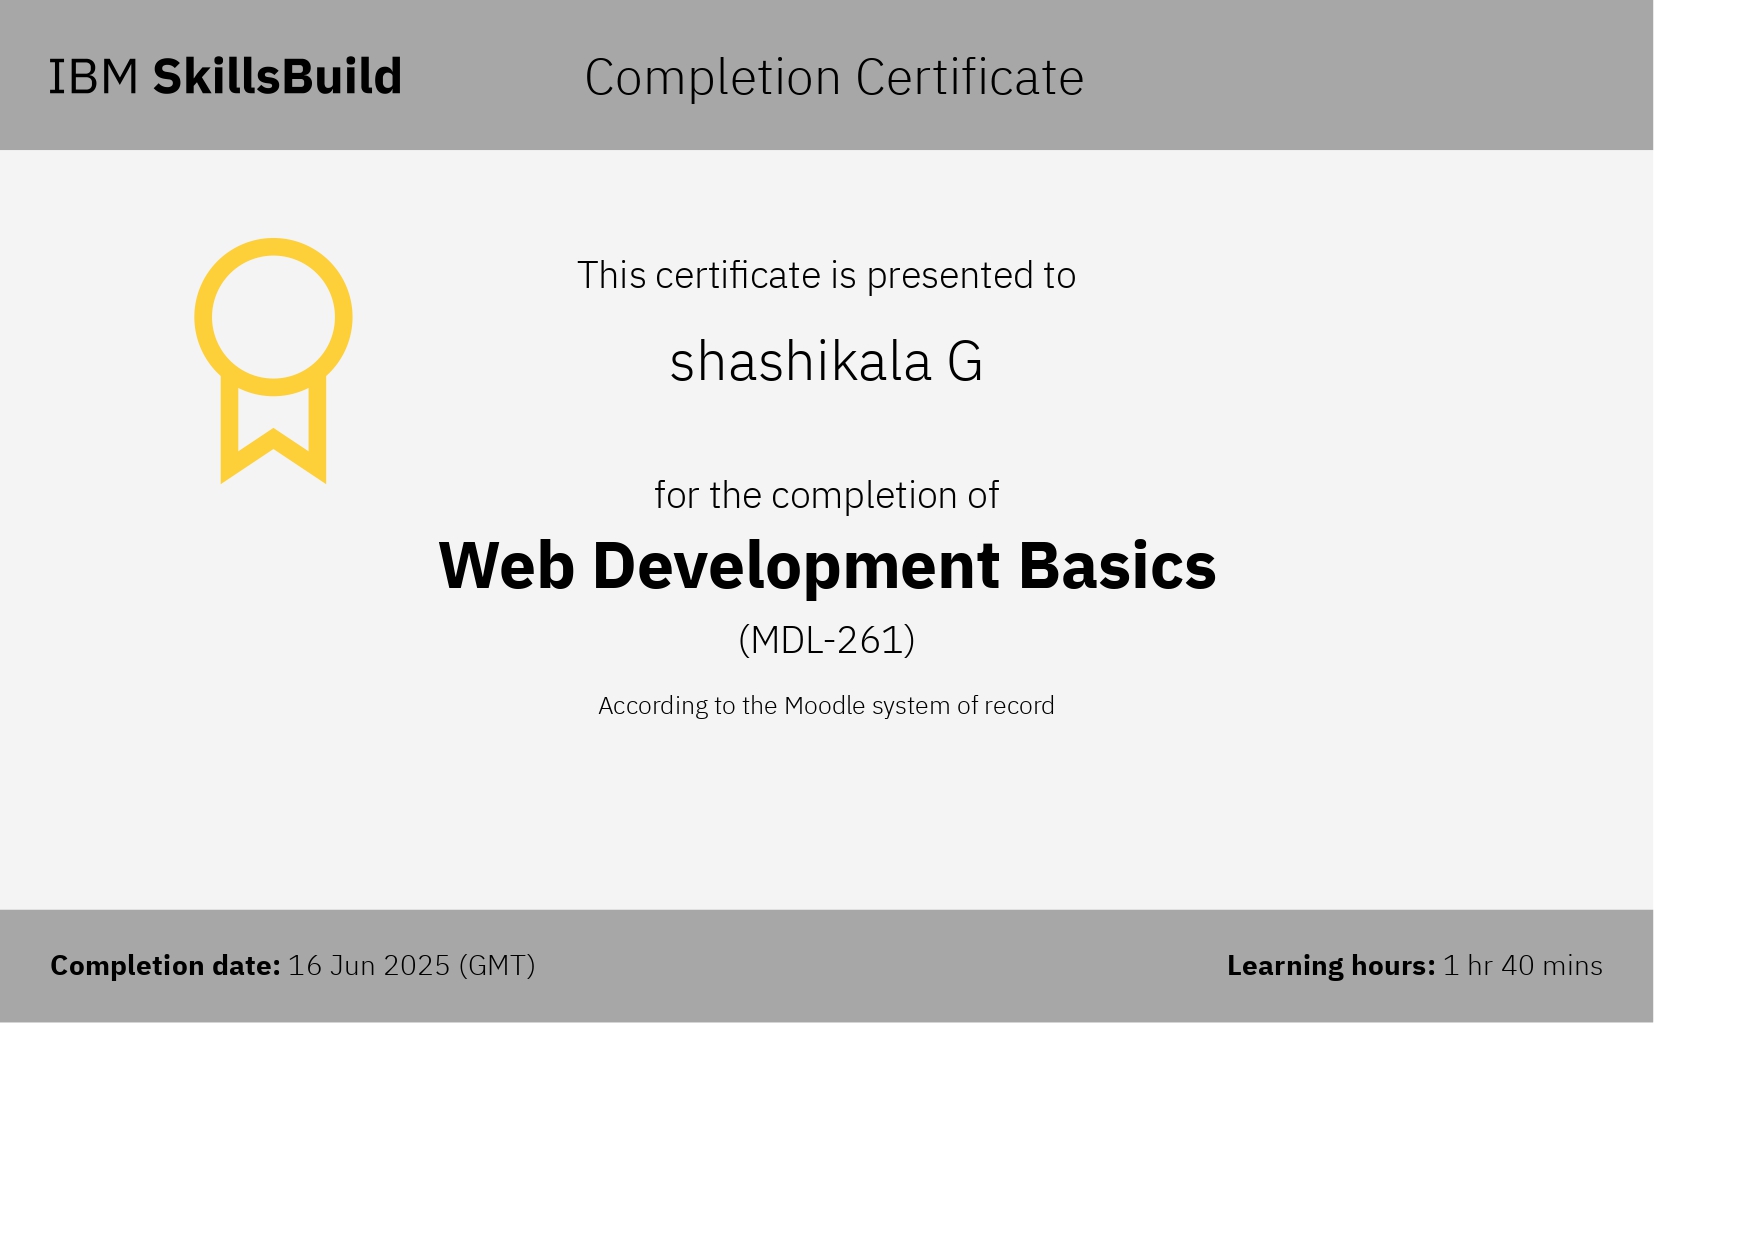 IBM SkillsBuild
Completion Certificate
This certificate is presented to
shashikala G
for the completion of
Web Development Basics
(MDL-261)
According to the Moodle system of record
Completion date: 16 Jun 2025 (GMT)
Learning hours: 1 hr 40 mins